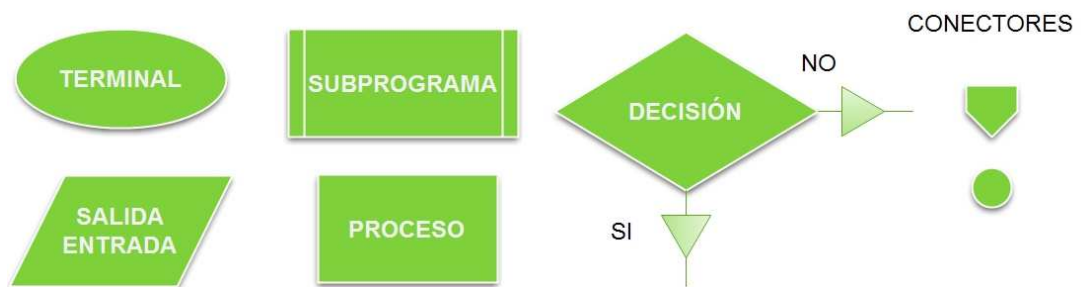 TERMINAL
SUBPROGRAMA
DECISIÓN
NO
CONECTORES
SALIDA
ENTRADA
PROCESO
SI